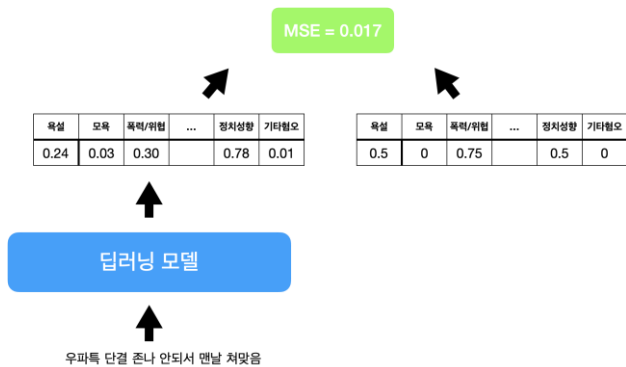 MSE = 0.017
욕설 모욕 폭력/위협 ... 정치성향 기타혐오
0.24 0.03 0.30 0.78 0.01
욕설 모욕 폭력/위협 ... 정치성향 기타혐오
0.5 0 0.75 0.5 0
딥러닝 모델
우파특 단결 존나 안되서 맨날 쳐맞음